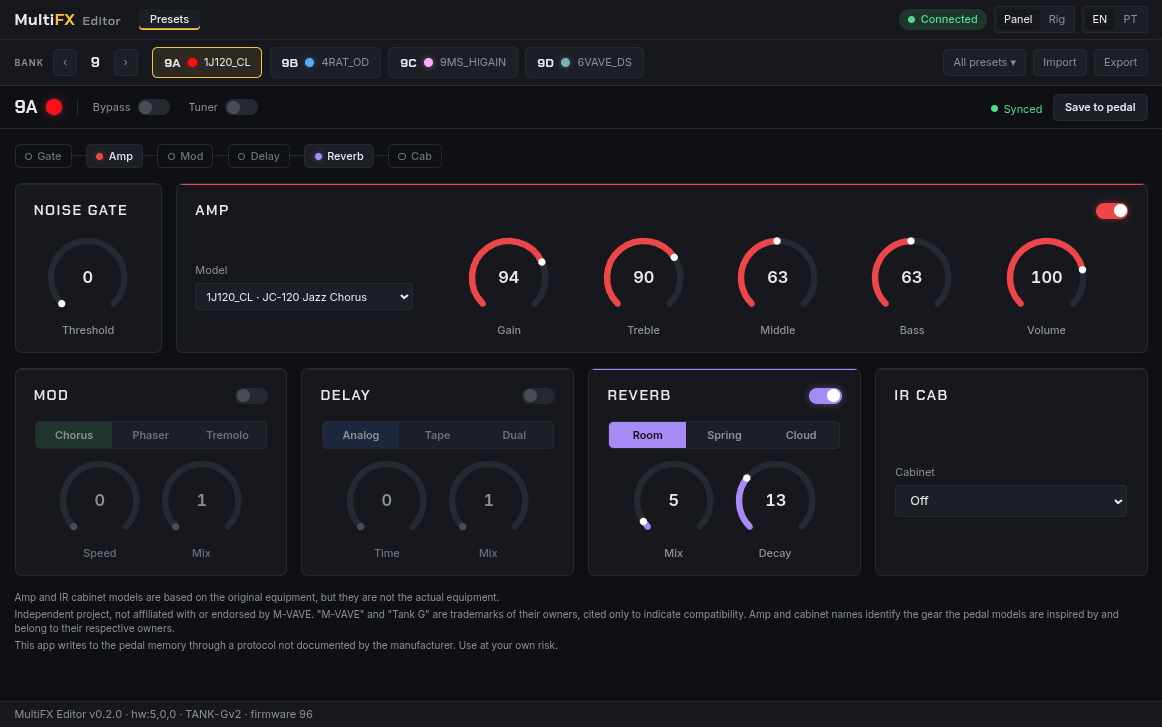 MultiFX Editor Presets Connected Panel Rig EN PT
BANK ‹ 9 › 9A 1J120_CL 9B 4RAT_OD 9C 9MS_HIGAIN 9D 6VAVE_DS All presets ▾ Import Export
9A Bypass Tuner Synced Save to pedal
Gate Amp Mod Delay Reverb Cab
NOISE GATE
0
Threshold
AMP
Model
1J120_CL · JC-120 Jazz Chorus
94 90 63 63 100
Gain Treble Middle Bass Volume
MOD
Chorus Phaser Tremolo
0 1
Speed Mix
DELAY
Analog Tape Dual
0 1
Time Mix
REVERB
Room Spring Cloud
5 13
Mix Decay
IR CAB
Cabinet
Off
Amp and IR cabinet models are based on the original equipment, but they are not the actual equipment.
Independent project, not affiliated with or endorsed by M-VAVE. "M-VAVE" and "Tank G" are trademarks of their owners, cited only to indicate compatibility. Amp and cabinet names identify the gear the pedal models are inspired by and
belong to their respective owners.
This app writes to the pedal memory through a protocol not documented by the manufacturer. Use at your own risk.
MultiFX Editor v0.2.0 · hw:5,0,0 · TANK-Gv2 · firmware 96